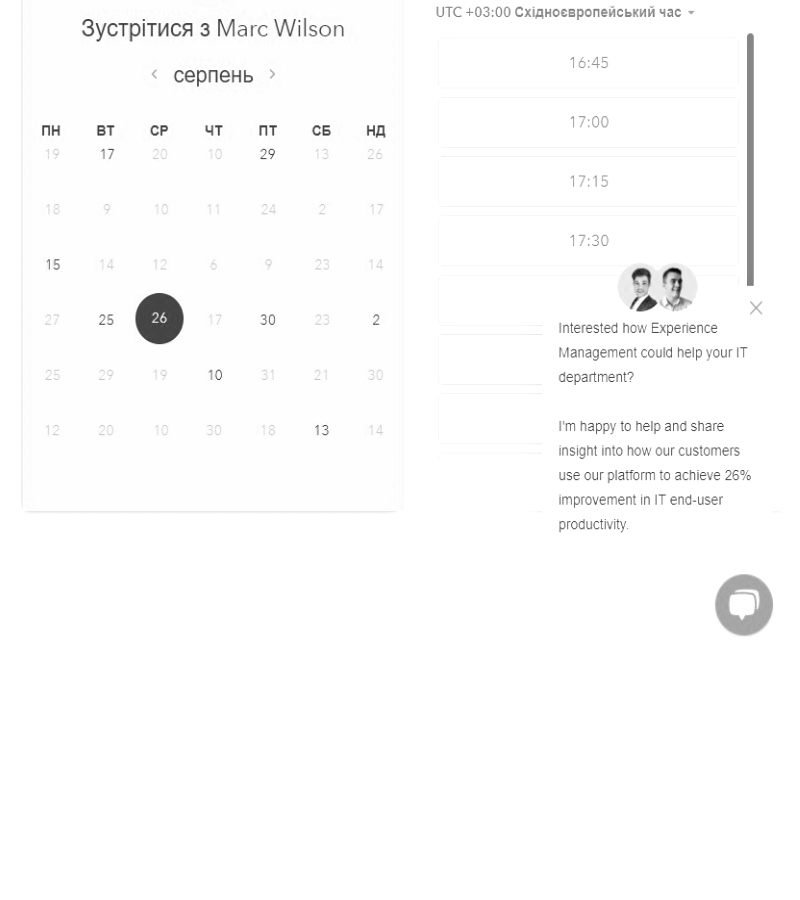 Зустрітися з Marc Wilson
серпень
ПН ВТ СР ЧТ ПТ СБ НД
19 17 20 10 29 13 26
18 9 10 11 24 2 17
15 14 12 6 9 23 14
27 25 26 17 30 23 2
25 29 19 10 31 21 30
12 20 10 30 18 13 14
UTC +03:00 Східноєвропейський час
16:45
17:00
17:15
17:30
Interested how Experience
Management could help your IT
department?
I'm happy to help and share
insight into how our customers
use our platform to achieve 26%
improvement in IT end-user
productivity.